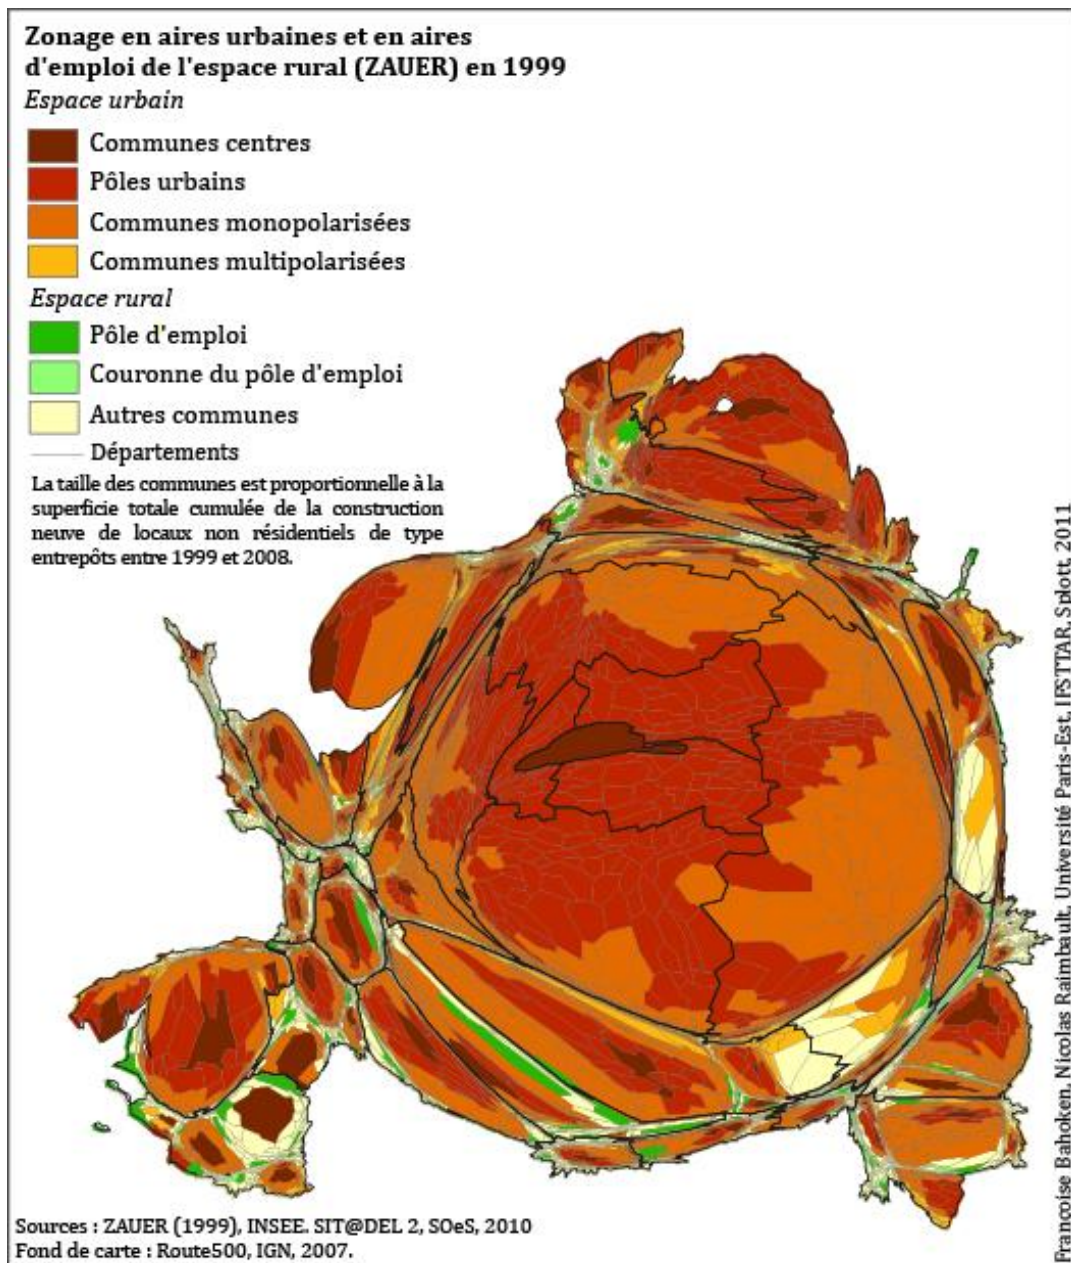 Zonage en aires urbaines et en aires
d'emploi de l'espace rural (ZAUER) en 1999
Espace urbain
Communes centres
Pôles urbains
Communes monopolarisées
Communes multipolarisées
Espace rural
Pôle d'emploi
Couronne du pôle d'emploi
Autres communes
Départements
La taille des communes est proportionnelle à la
superficie totale cumulée de la construction
neuve de locaux non résidentiels de type
entrepôts entre 1999 et 2008.
Francoise Bahoken, Nicolas Raimbault, Université Paris-Est, IFSTTAR, Splott, 2011
Sources : ZAUER (1999), INSEE. SIT@DEL 2, SOeS, 2010
Fond de carte : Route500, IGN, 2007.